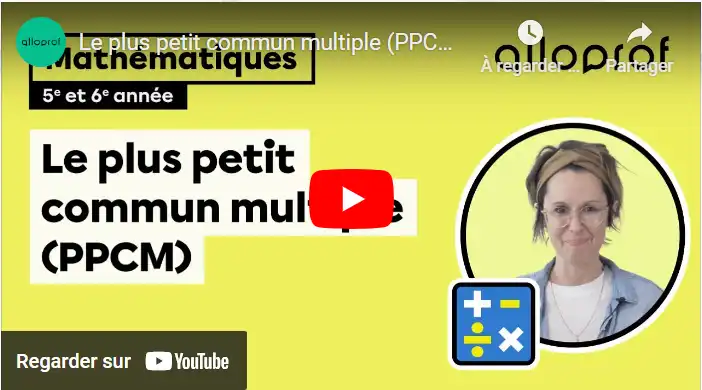 alloprof
Le plus petit commun multiple (PPC...
alloprof
À regarder ...
Partager
Mathématiques
5e et 6e année
Le plus petit
commun multiple
(PPCM)
Regarder sur YouTube